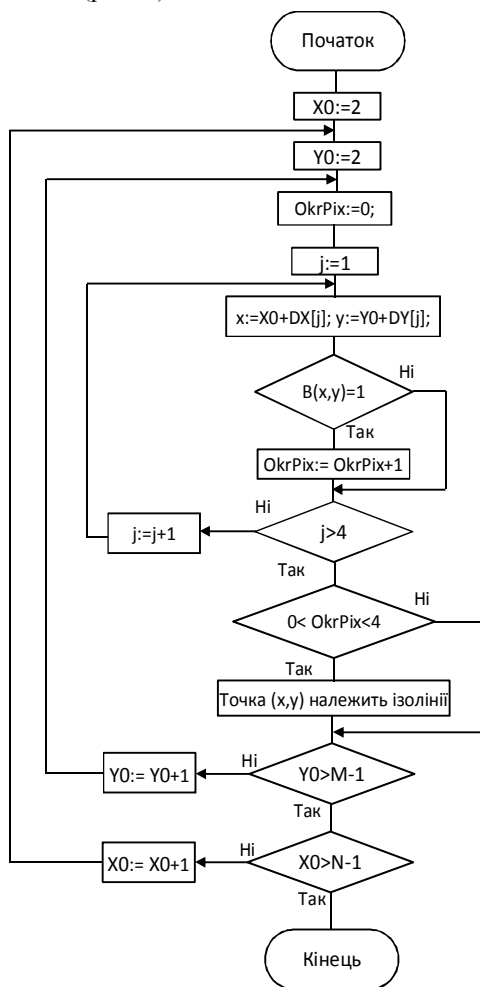 Початок
X0:=2
Y0:=2
OkrPix:=0;
j:=1
x:=X0+DX[j]; y:=Y0+DY[j];
Ні
B(x,y)=1
Так
OkrPix:= OkrPix+1
Ні
j:=j+1
j>4
Так
Ні
0< OkrPix<4
Так
Точка (x,y) належить ізолінії
Ні
Y0:= Y0+1
Y0>M-1
Так
Ні
X0:= X0+1
X0>N-1
Так
Кінець